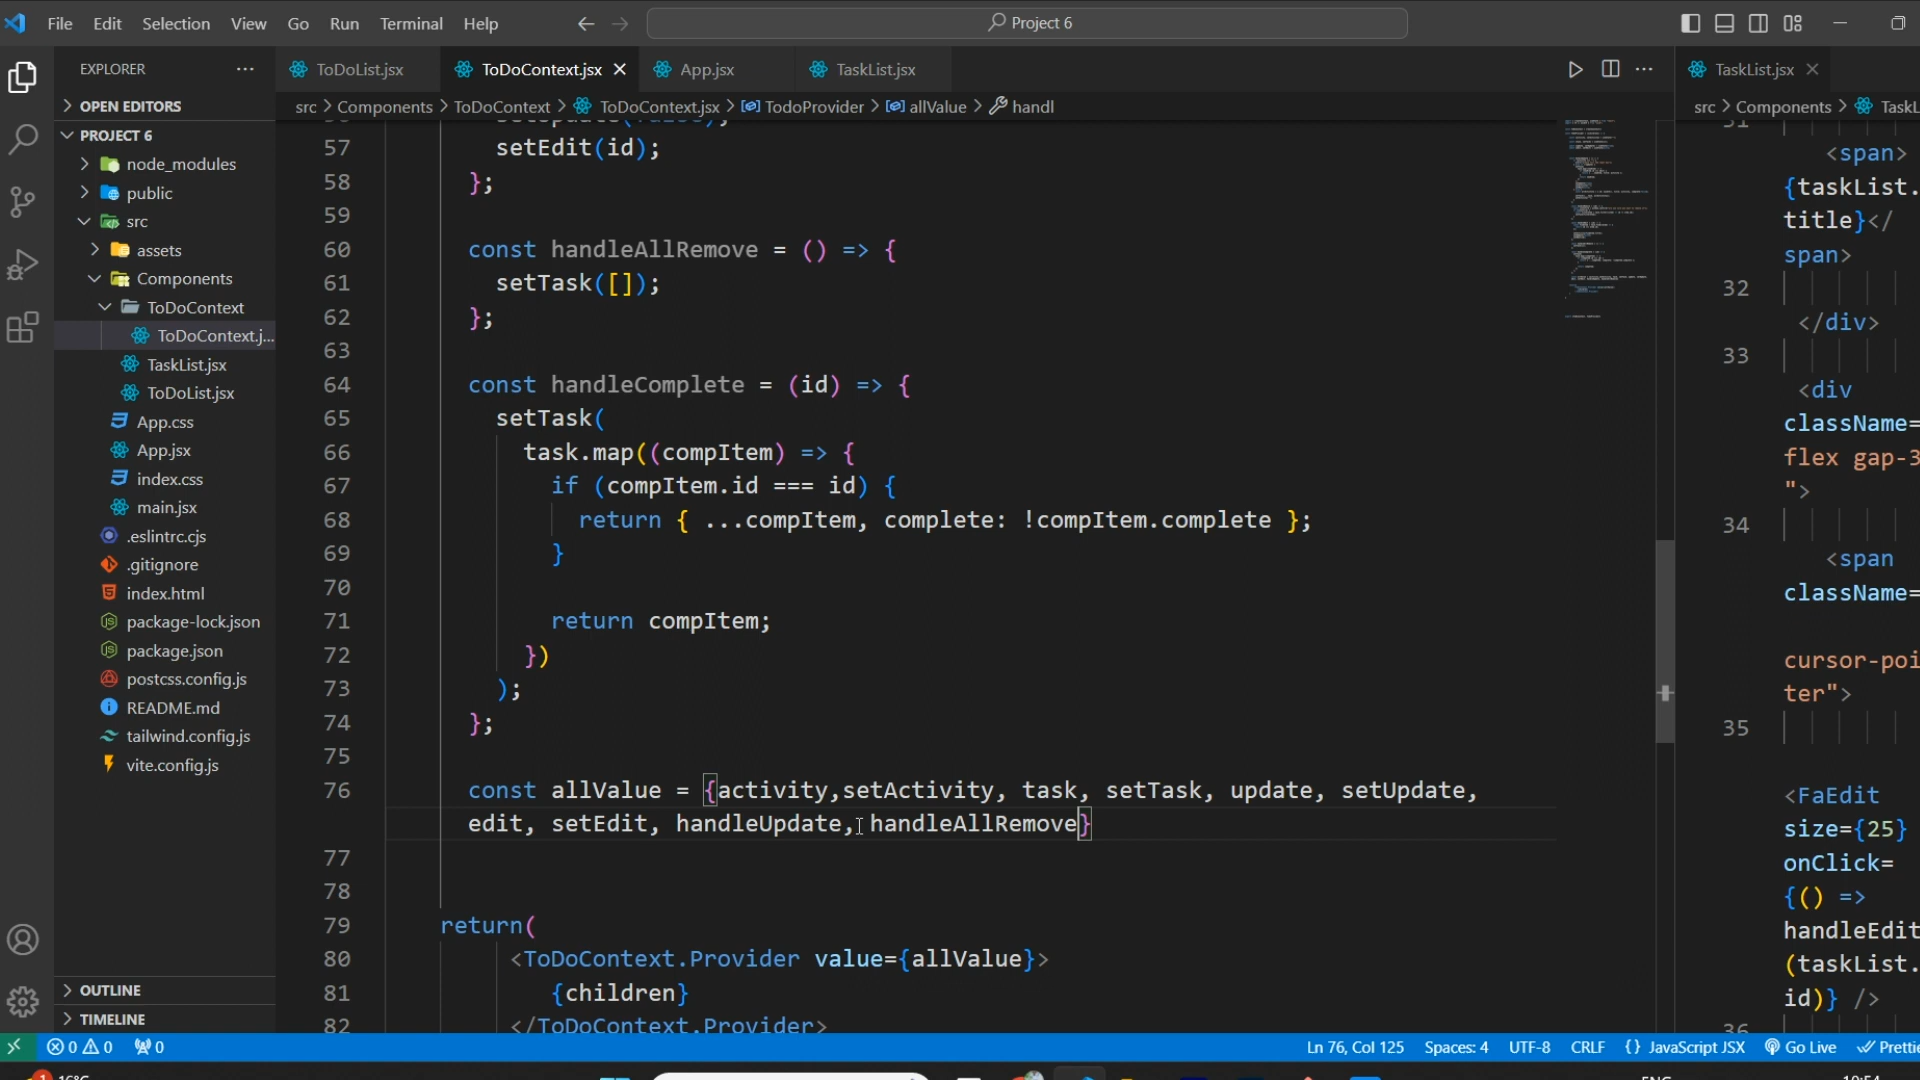 File Edit Selection View Go Run Terminal Help
Project 6
EXPLORER
ToDoList.jsx
ToDoContext.jsx
App.jsx
TaskList.jsx
TaskList.jsx
OPEN EDITORS
src > Components > ToDoContext > ToDoContext.jsx > TodoProvider > allValue > handl
src > Components > TaskL
PROJECT 6
node_modules
public
src
assets
Components
ToDoContext
ToDoContext.j...
TaskList.jsx
ToDoList.jsx
App.css
App.jsx
index.css
main.jsx
.eslintrc.cjs
.gitignore
index.html
package-lock.json
package.json
postcss.config.js
README.md
tailwind.config.js
vite.config.js
OUTLINE
TIMELINE
57 setEdit(id);
58 };
59
60 const handleAllRemove = () => {
61 setTask([]);
62 };
63
64 const handleComplete = (id) => {
65 setTask(
66 task.map((compItem) => {
67 if (compItem.id === id) {
68 return { ...compItem, complete: !compItem.complete };
69 }
70
71 return compItem;
72 })
73 );
74 };
75
76 const allValue = {activity,setActivity, task, setTask, update, setUpdate,
edit, setEdit, handleUpdate, handleAllRemove}
77
78
79 return(
80 <ToDoContext.Provider value={allValue}>
81 {children}
82 </ToDoContext.Provider>
<span>
{taskList.
title}</
span>
32
</div>
33
<div
className=
flex gap-3
">
34
<span
className=
cursor-poi
ter">
35
<FaEdit
size={25}
onClick=
{() =>
handleEdit
(taskList.
id)} />
36
0 0 0
Ln 76, Col 125 Spaces: 4 UTF-8 CRLF {} JavaScript JSX Go Live Prettie